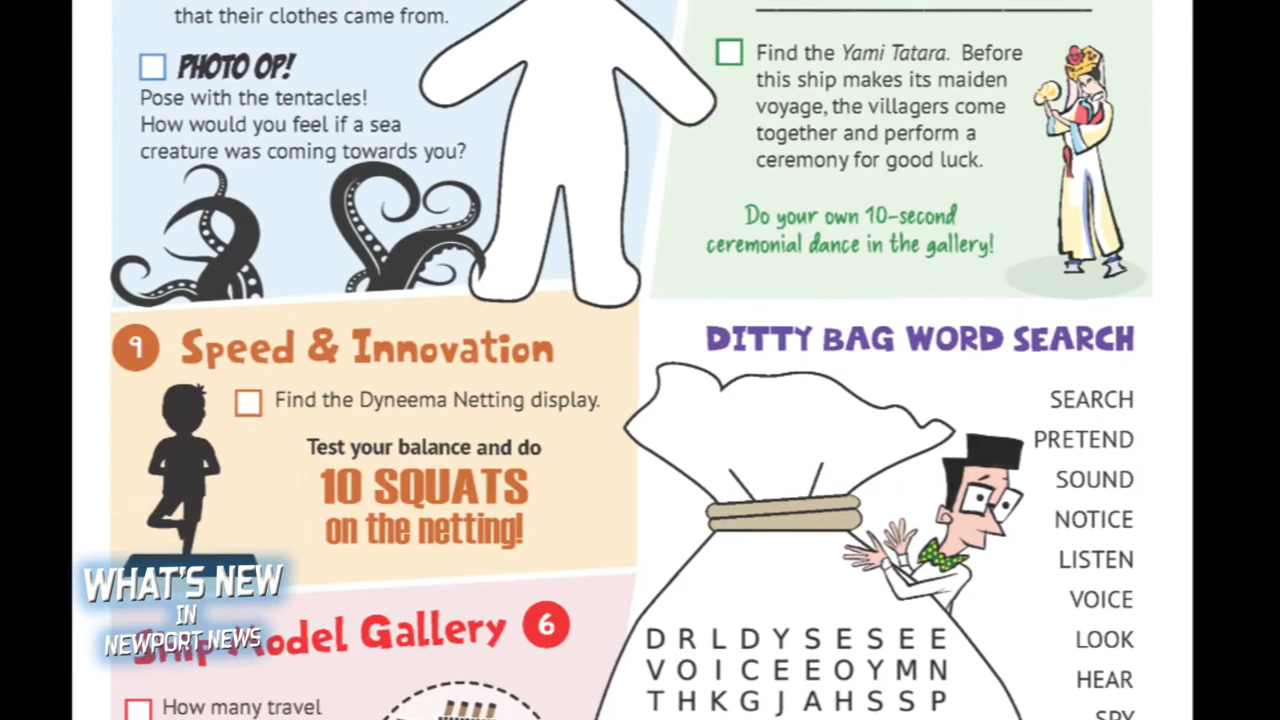 that their clothes came from.
PHOTO OP!
Pose with the tentacles!
How would you feel if a sea
creature was coming towards you?
Find the Yami Tatara. Before
this ship makes its maiden
voyage, the villagers come
together and perform a
ceremony for good luck.
Do your own 10-second
ceremonial dance in the gallery!
9 Speed & Innovation
Find the Dyneema Netting display.
Test your balance and do
10 SQUATS
on the netting!
WHAT'S NEW
IN
NEWPORT NEWS
Ship Model Gallery 6
How many travel
DITTY BAG WORD SEARCH
SEARCH
PRETEND
SOUND
NOTICE
LISTEN
VOICE
LOOK
HEAR
SPY
D R L D Y S E S E E
V O I C E E O Y M N
T H K G J A H S S P